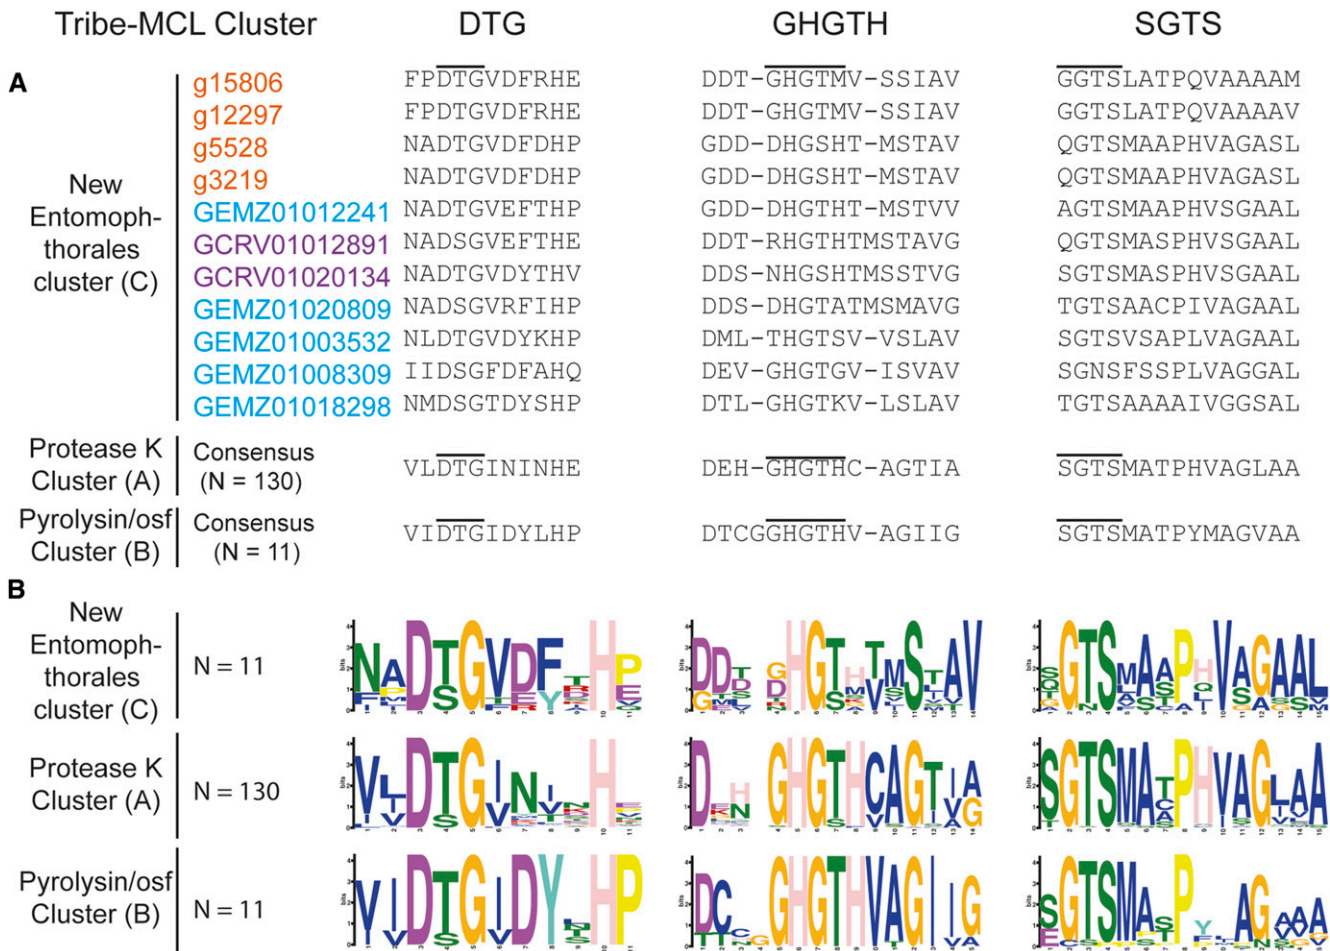 Tribe-MCL Cluster DTG GHGTH SGTS
A
New Entomoph-
thorales
cluster (C)
g15806 FPDTGVDFRHE DDT-GHGTMV-SSIAV GGTSLATPQVAAAAM
g12297 FPDTGVDFRHE DDT-GHGTMV-SSIAV GGTSLATPQVAAAAV
g5528 NADTGVDFDHP GDD-DHGSHT-MSTAV QGTSMAAPHVAGASL
g3219 NADTGVDFDHP GDD-DHGSHT-MSTAV QGTSMAAPHVAGASL
GEMZ01012241 NADTGVEFTHP GDD-DHGTHT-MSTVV AGTSMAAPHVSGAAL
GCRV01012891 NADSGVEFTHE DDT-RHGTHTMSTAVG QGTSMASPHVSGAAL
GCRV01020134 NADTGVDYTHV DDS-NHGSHTMSSTVG SGTSMASPHVSGAAL
GEMZ01020809 NADSGVRFIHP DDS-DHGTATMSMAVG TGTSAACPIVAGAAL
GEMZ01003532 NLDTGVDYKHP DML-THGTSV-VSLAV SGTSVSAPLVAGAAL
GEMZ01008309 IIDSGFDFAHQ DEV-GHGTGV-ISVAV SGNSFSSPLVAGGAL
GEMZ01018298 NMDSGTDYSHP DTL-GHGTKV-LSLAV TGTSAAAAIVGGSAL
Protease K
Cluster (A)
Consensus
(N = 130)
VLDTGININHE DEH-GHGTHC-AGTIA SGTSMATPHVAGLAA
Pyrolysin/osf
Cluster (B)
Consensus
(N = 11)
VIDTGIDYLHP DTCGGHGTHV-AGIIG SGTSMATPYMAGVAA
B
New
Entomoph-
thorales
cluster (C)
N = 11
Protease K
Cluster (A)
N = 130
Pyrolysin/osf
Cluster (B)
N = 11